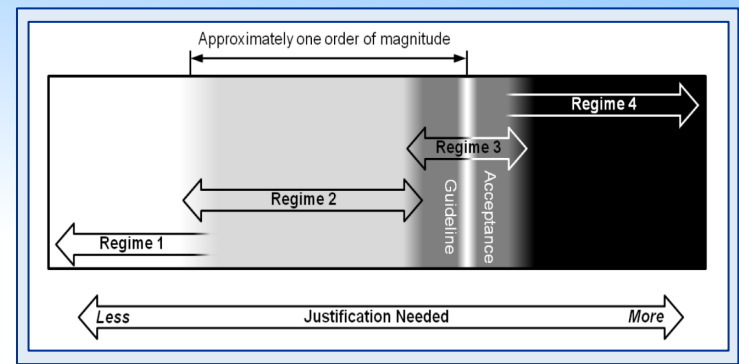 Approximately one order of magnitude
Regime 4
Regime 3
Regime 2
Guideline
Acceptance
Regime 1
Less
Justification Needed
More